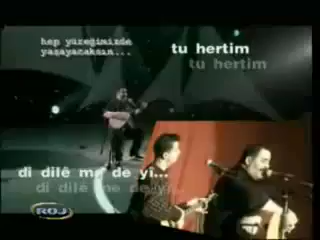 hep yüreğimizde
yaşayacaksın...
tu hertim
tu hertim
di dilê me de yî...
di dilê me de yî...
ROJ